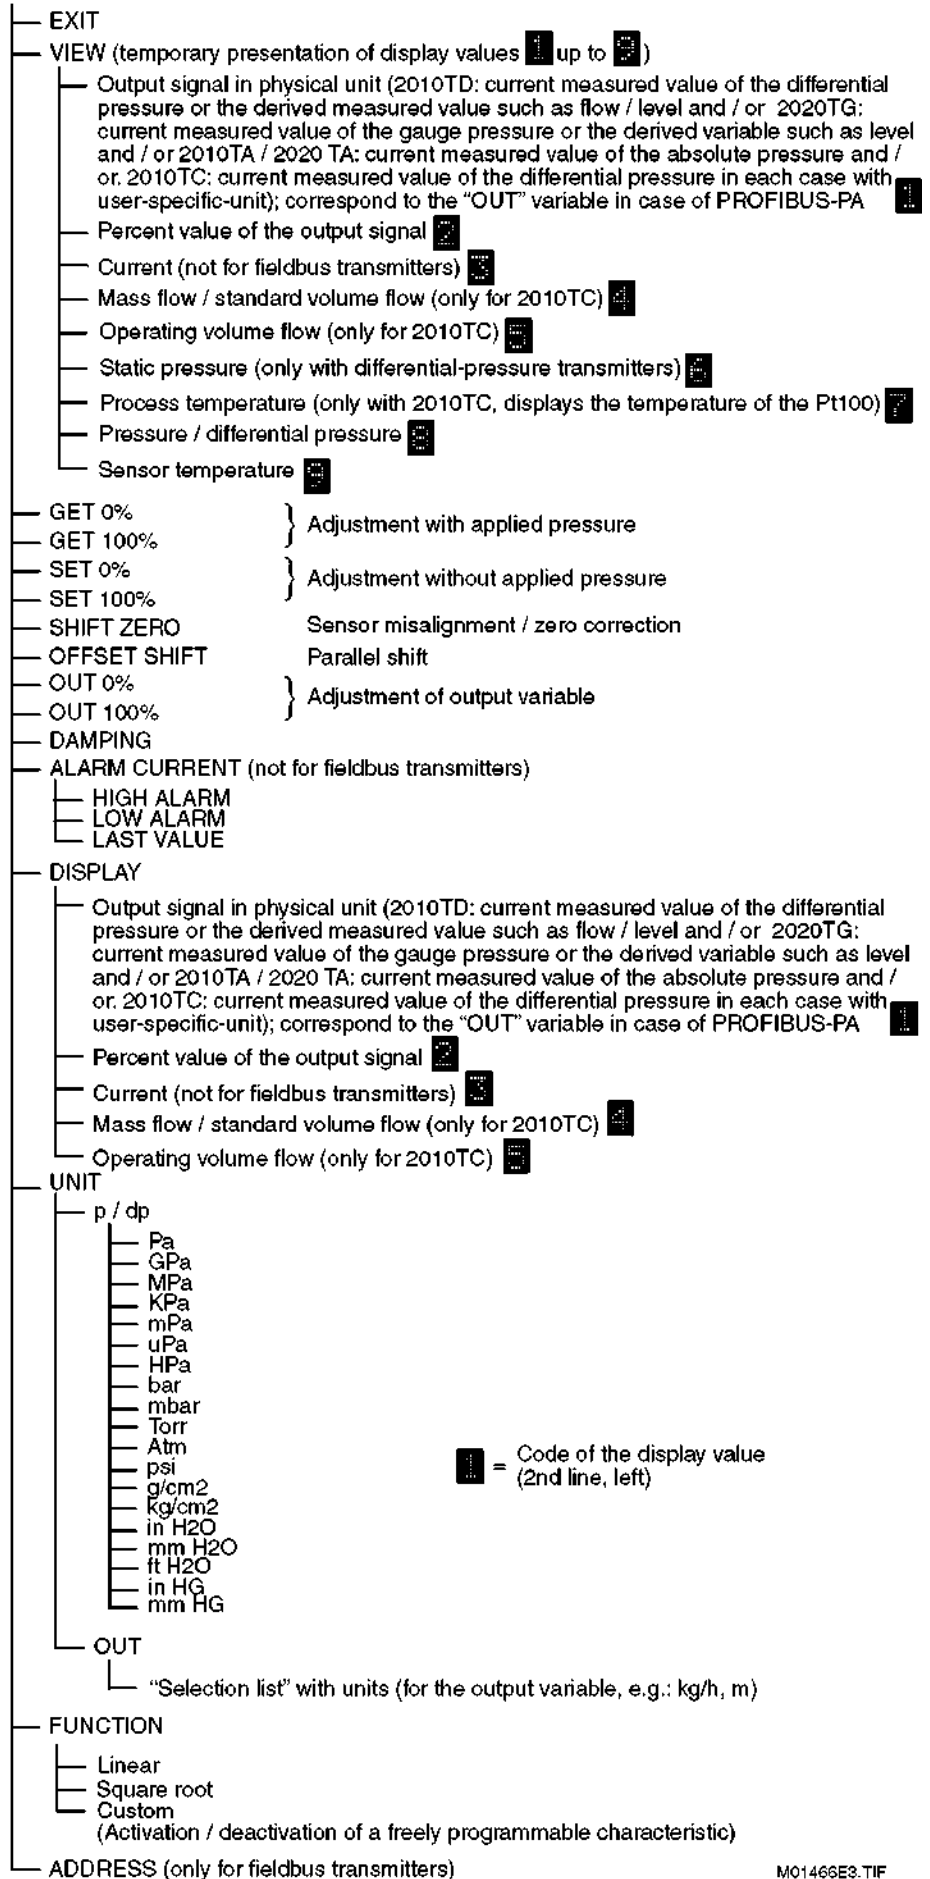 EXIT
VIEW (temporary presentation of display values 1 up to 9 )
Output signal in physical unit (2010TD: current measured value of the differential
pressure or the derived measured value such as flow / level and / or 2020TG:
current measured value of the gauge pressure or the derived variable such as level
and / or 2010TA / 2020 TA: current measured value of the absolute pressure and /
or. 2010TC: current measured value of the differential pressure in each case with
user-specific-unit); correspond to the “OUT” variable in case of PROFIBUS-PA 1
Percent value of the output signal 2
Current (not for fieldbus transmitters) 3
Mass flow / standard volume flow (only for 2010TC) 4
Operating volume flow (only for 2010TC) 5
Static pressure (only with differential-pressure transmitters) 6
Process temperature (only with 2010TC, displays the temperature of the Pt100) 7
Pressure / differential pressure 8
Sensor temperature 9
GET 0%
GET 100%
} Adjustment with applied pressure
SET 0%
SET 100%
} Adjustment without applied pressure
SHIFT ZERO Sensor misalignment / zero correction
OFFSET SHIFT Parallel shift
OUT 0%
OUT 100%
} Adjustment of output variable
DAMPING
ALARM CURRENT (not for fieldbus transmitters)
HIGH ALARM
LOW ALARM
LAST VALUE
DISPLAY
Output signal in physical unit (2010TD: current measured value of the differential
pressure or the derived measured value such as flow / level and / or 2020TG:
current measured value of the gauge pressure or the derived variable such as level
and / or 2010TA / 2020 TA: current measured value of the absolute pressure and /
or. 2010TC: current measured value of the differential pressure in each case with
user-specific-unit); correspond to the “OUT” variable in case of PROFIBUS-PA 1
Percent value of the output signal 2
Current (not for fieldbus transmitters) 3
Mass flow / standard volume flow (only for 2010TC) 4
Operating volume flow (only for 2010TC) 5
UNIT
p / dp
Pa
GPa
MPa
KPa
mPa
uPa
HPa
bar
mbar
Torr
Atm
psi
g/cm2
kg/cm2
in H2O
mm H2O
ft H2O
in HG
mm HG
1 = Code of the display value
(2nd line, left)
OUT
“Selection list” with units (for the output variable, e.g.: kg/h, m)
FUNCTION
Linear
Square root
Custom
(Activation / deactivation of a freely programmable characteristic)
ADDRESS (only for fieldbus transmitters)
M01466E3.TIF